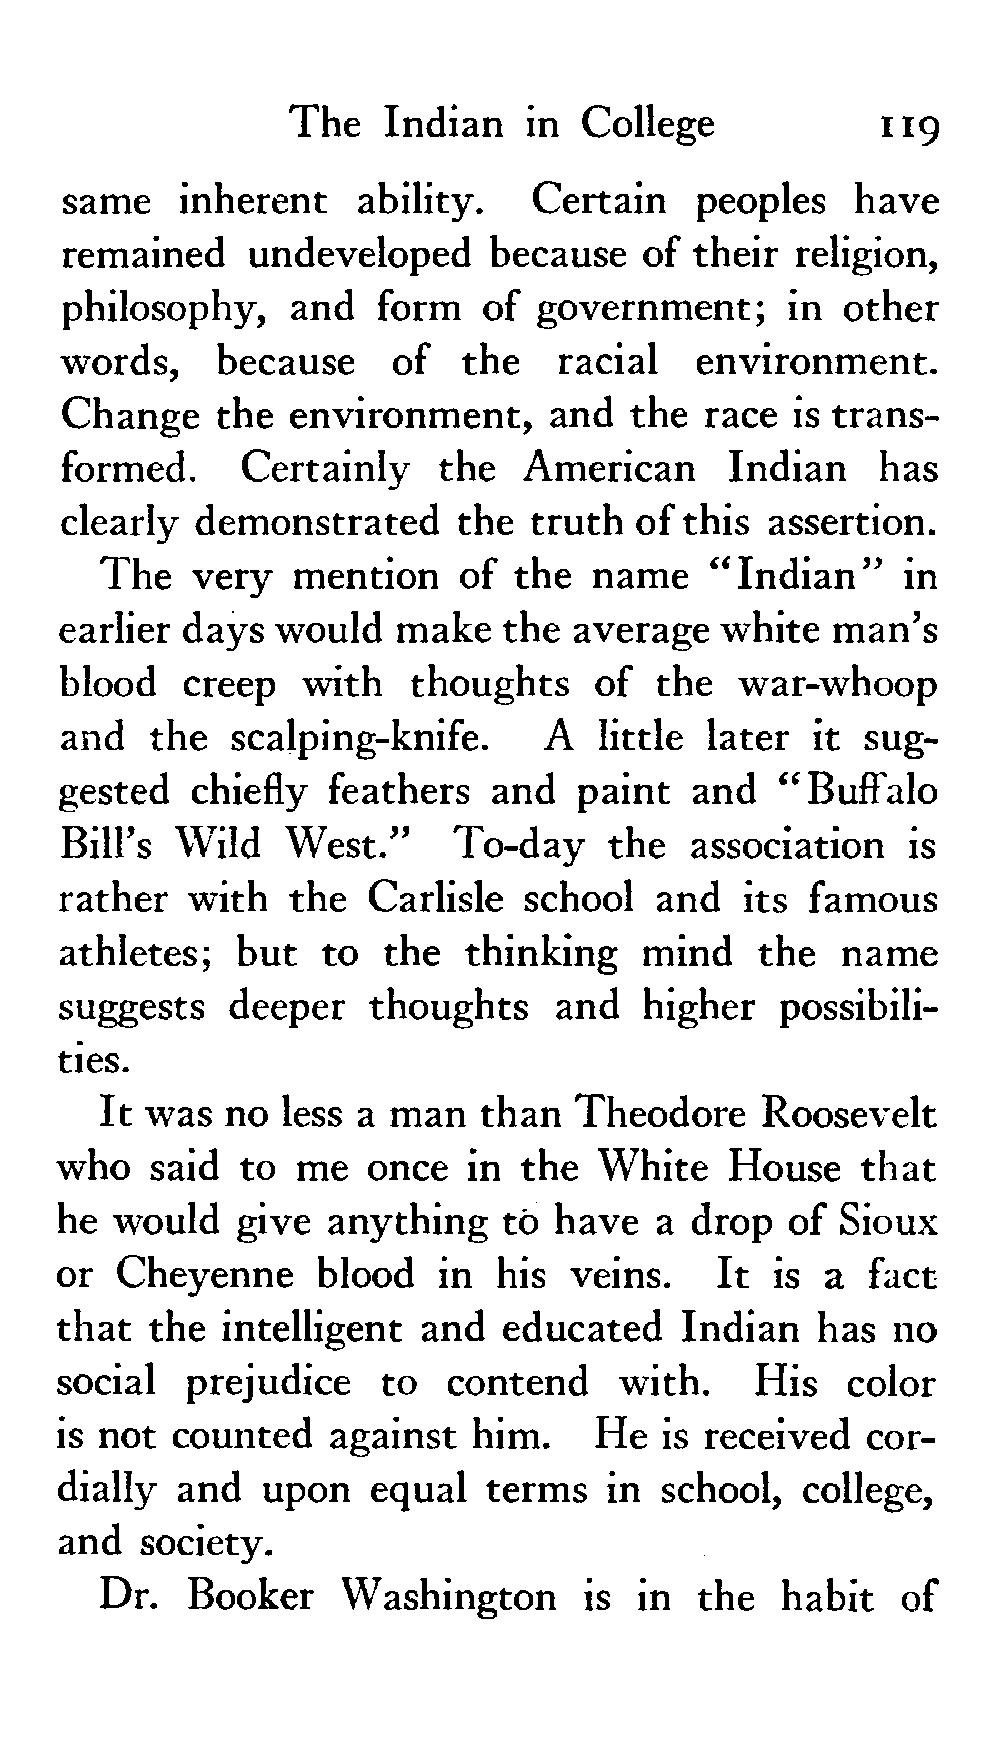 The Indian in College 119
same inherent ability. Certain peoples have
remained undeveloped because of their religion,
philosophy, and form of government; in other
words, because of the racial environment.
Change the environment, and the race is trans-
formed. Certainly the American Indian has
clearly demonstrated the truth of this assertion.
The very mention of the name “Indian” in
earlier days would make the average white man's
blood creep with thoughts of the war-whoop
and the scalping-knife. A little later it sug-
gested chiefly feathers and paint and “Buffalo
Bill's Wild West.” To-day the association is
rather with the Carlisle school and its famous
athletes; but to the thinking mind the name
suggests deeper thoughts and higher possibili-
ties.
It was no less a man than Theodore Roosevelt
who said to me once in the White House that
he would give anything to have a drop of Sioux
or Cheyenne blood in his veins. It is a fact
that the intelligent and educated Indian has no
social prejudice to contend with. His color
is not counted against him. He is received cor-
dially and upon equal terms in school, college,
and society.
Dr. Booker Washington is in the habit of